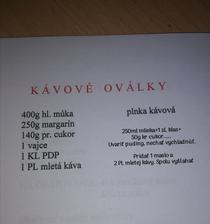 KÁVOVÉ OVÁLKY
400g hl. múka
250g margarín
140g pr. cukor
1 vajce
1 KL PDP
1 PL mletá káva
plnka kávová
250ml mlieka+1 zl. klas+
50g kr cukor....
Uvariť puding, nechať vychladnúť.
Pridať 1 maslo a
2 PL mletej kávy. Spolu vyšľahať